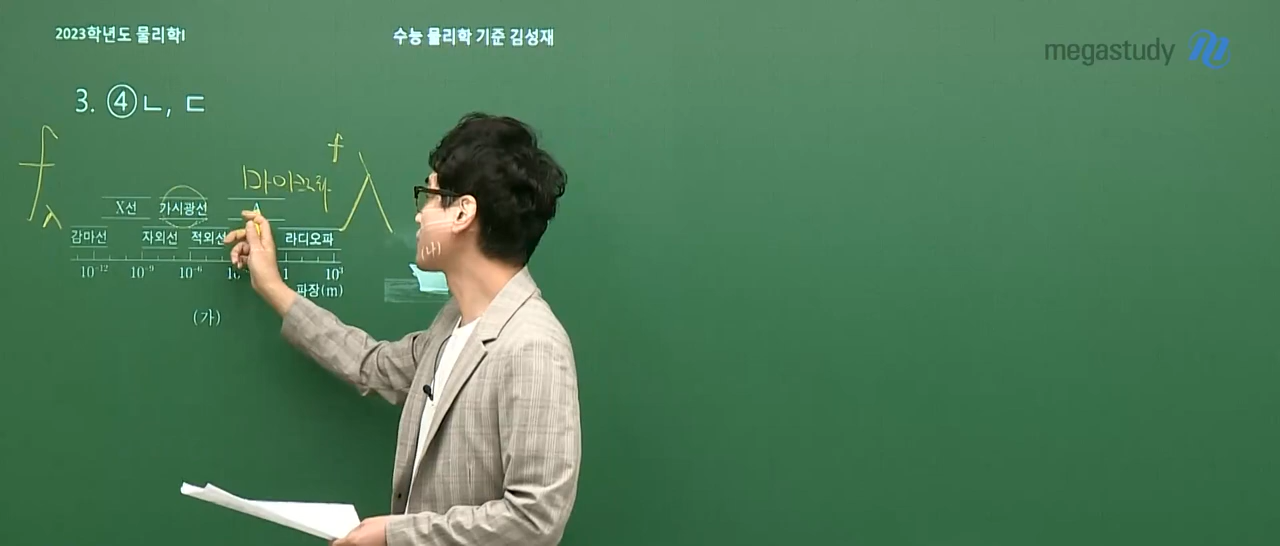 2023학년도 물리학Ⅰ
수능 물리학 기준 김성재
megastudy
3. ④ ㄴ, ㄷ
f
λ
마이크로파
f
λ
X선
가시광선
A
감마선
자외선
적외선
라디오파
10⁻¹²
10⁻⁹
10⁻⁶
1
10³
파장(m)
(가)
(나)